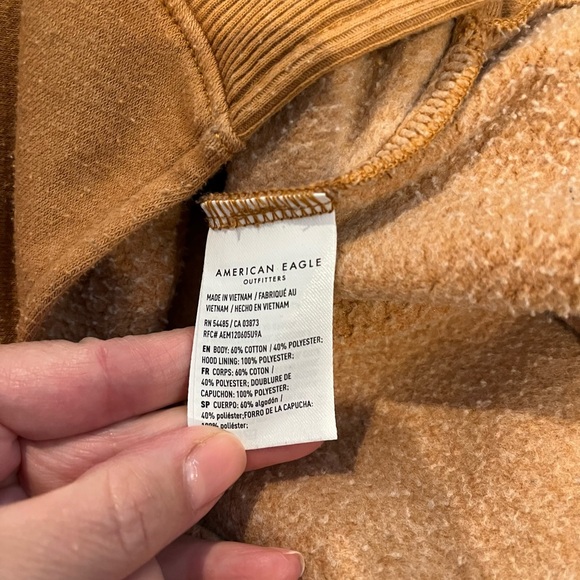 AMERICAN EAGLE
OUTFITTERS
MADE IN VIETNAM / FABRIQUÉ AU
VIETNAM / HECHO EN VIETNAM
RN 54485 / CA 03873
RFC# AEM120605U9A
EN BODY: 60% COTTON / 40% POLYESTER;
HOOD LINING: 100% POLYESTER;
FR CORPS: 60% COTON /
40% POLYESTER; DOUBLURE DE
CAPUCHON: 100% POLYESTER;
SP CUERPO: 60% algodón /
40% poliéster;FORRO DE LA CAPUCHA:
100% poliéster;